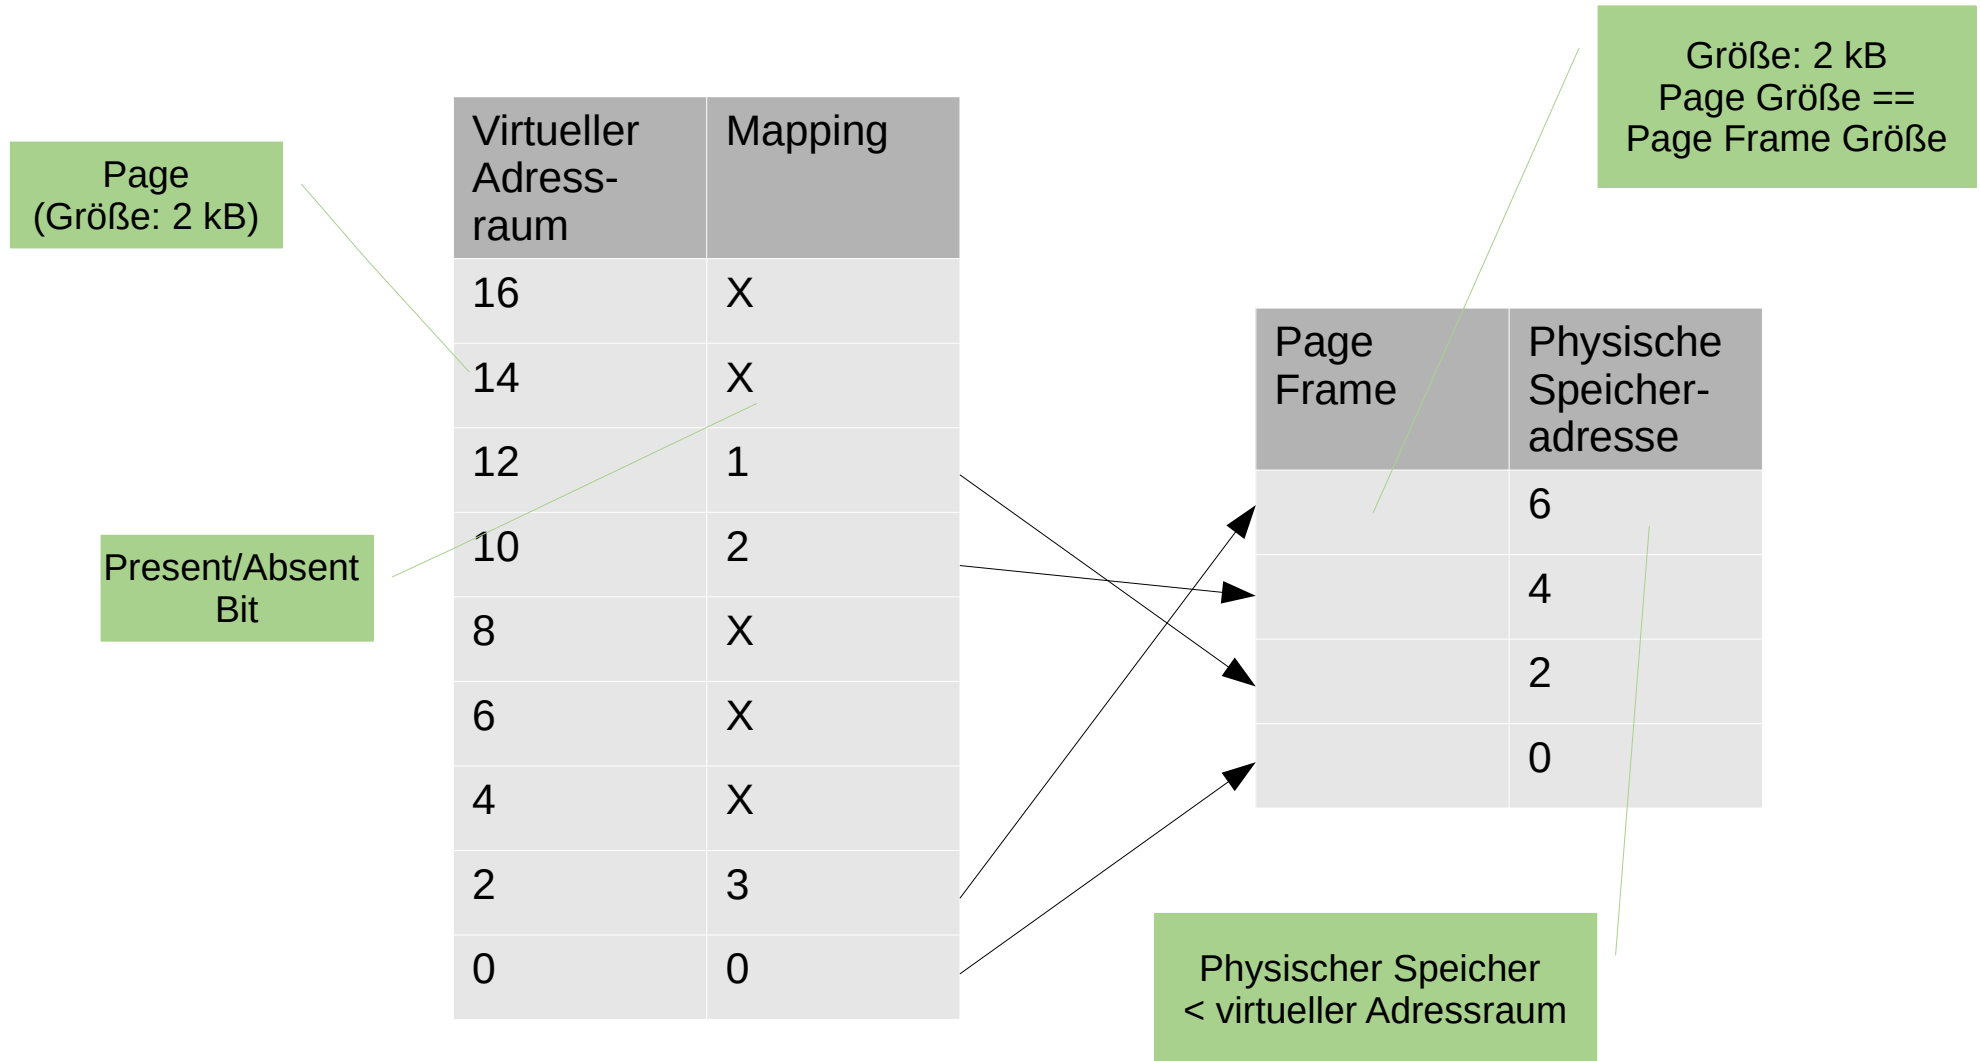 Größe: 2 kB
Page Größe ==
Page Frame Größe
Page
(Größe: 2 kB)
Virtueller
Adress-
raum
Mapping
16 X
14 X
12 1
10 2
8 X
6 X
4 X
2 3
0 0
Present/Absent
Bit
Page
Frame
Physische
Speicher-
adresse
6
4
2
0
Physischer Speicher
< virtueller Adressraum